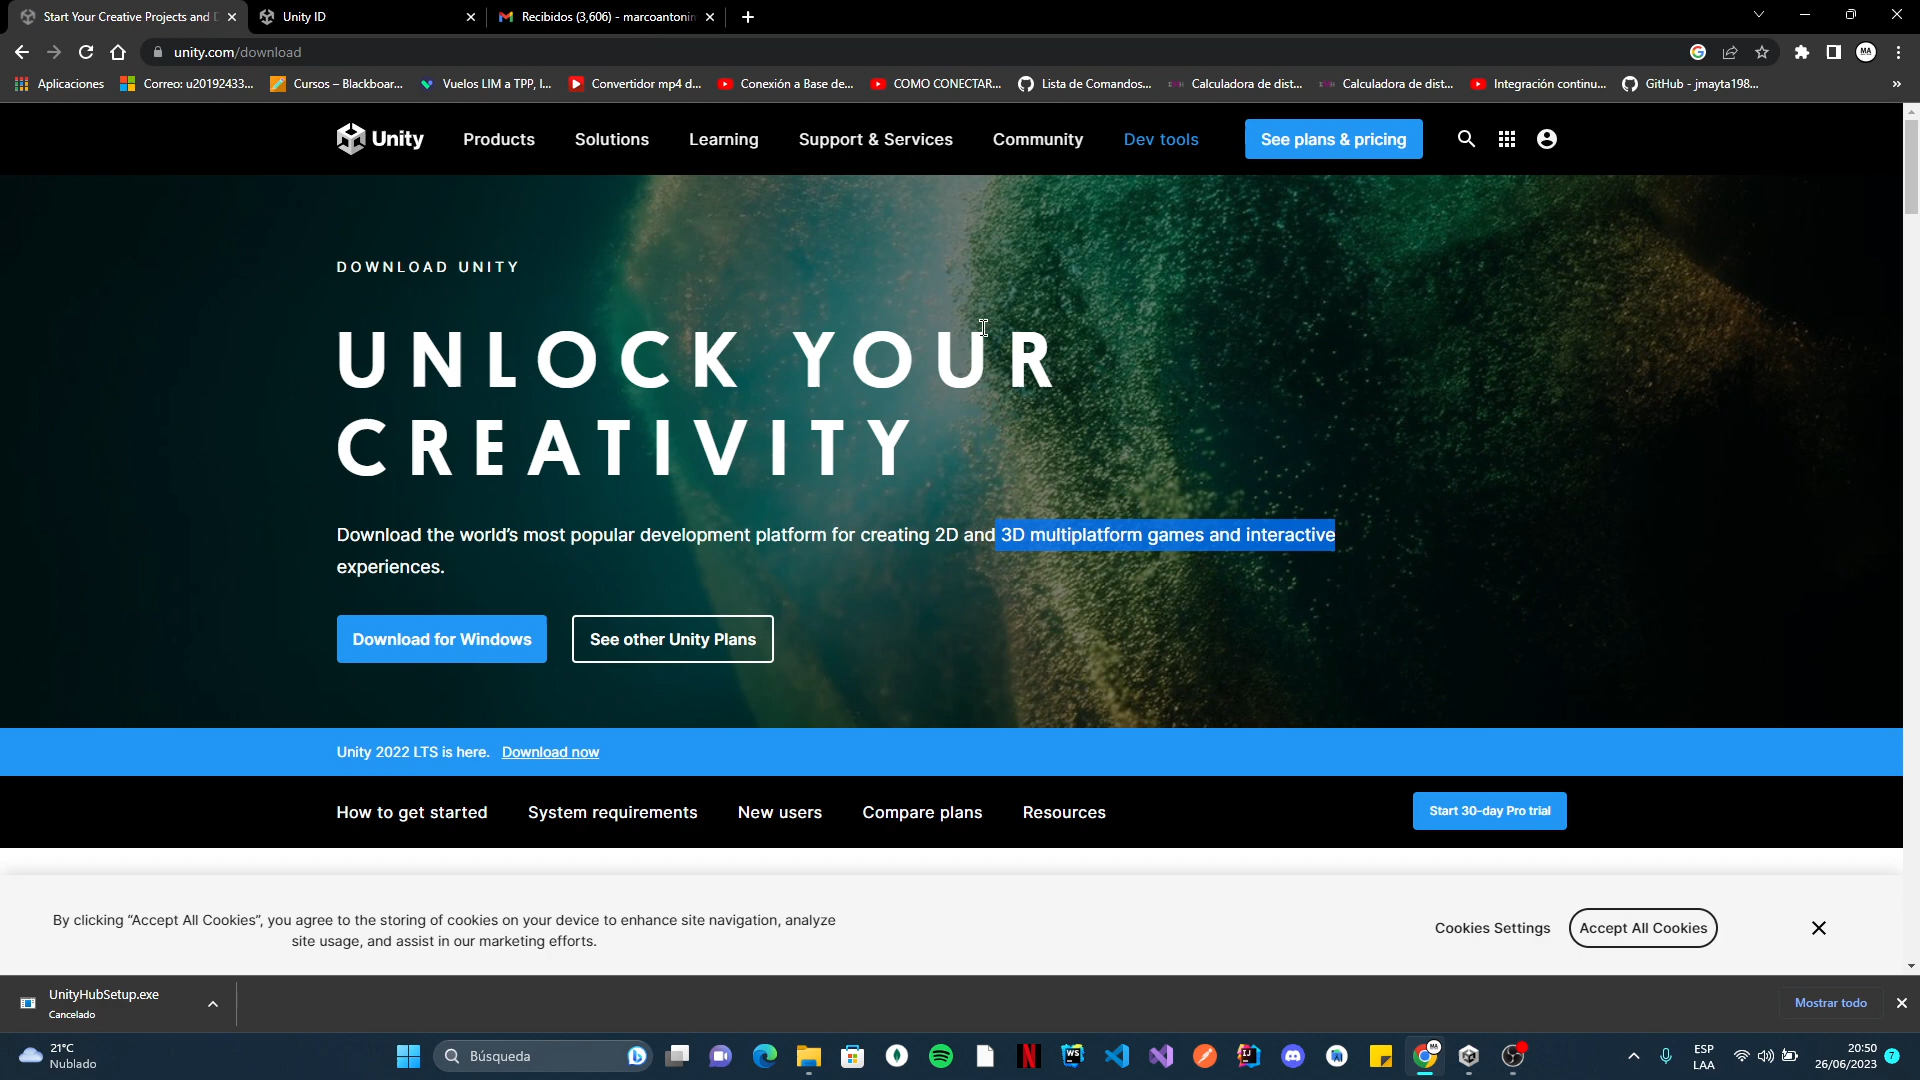 Start Your Creative Projects and D
Unity ID
Recibidos (3,606) - marcoantonin
unity.com/download
Aplicaciones
Correo: u20192433...
Cursos – Blackboar...
Vuelos LIM a TPP, I...
Convertidor mp4 d...
Conexión a Base de...
COMO CONECTAR...
Lista de Comandos...
Calculadora de dist...
Calculadora de dist...
Integración continu...
GitHub - jmayta198...
»
Unity
Products
Solutions
Learning
Support & Services
Community
Dev tools
See plans & pricing
DOWNLOAD UNITY
UNLOCK YOUR
CREATIVITY
Download the world's most popular development platform for creating 2D and 3D multiplatform games and interactive
experiences.
Download for Windows
See other Unity Plans
Unity 2022 LTS is here. Download now
How to get started
System requirements
New users
Compare plans
Resources
Start 30-day Pro trial
By clicking “Accept All Cookies”, you agree to the storing of cookies on your device to enhance site navigation, analyze
site usage, and assist in our marketing efforts.
Cookies Settings
Accept All Cookies
UnityHubSetup.exe
Cancelado
Mostrar todo
21°C
Nublado
Búsqueda
ESP
LAA
20:50
26/06/2023
7